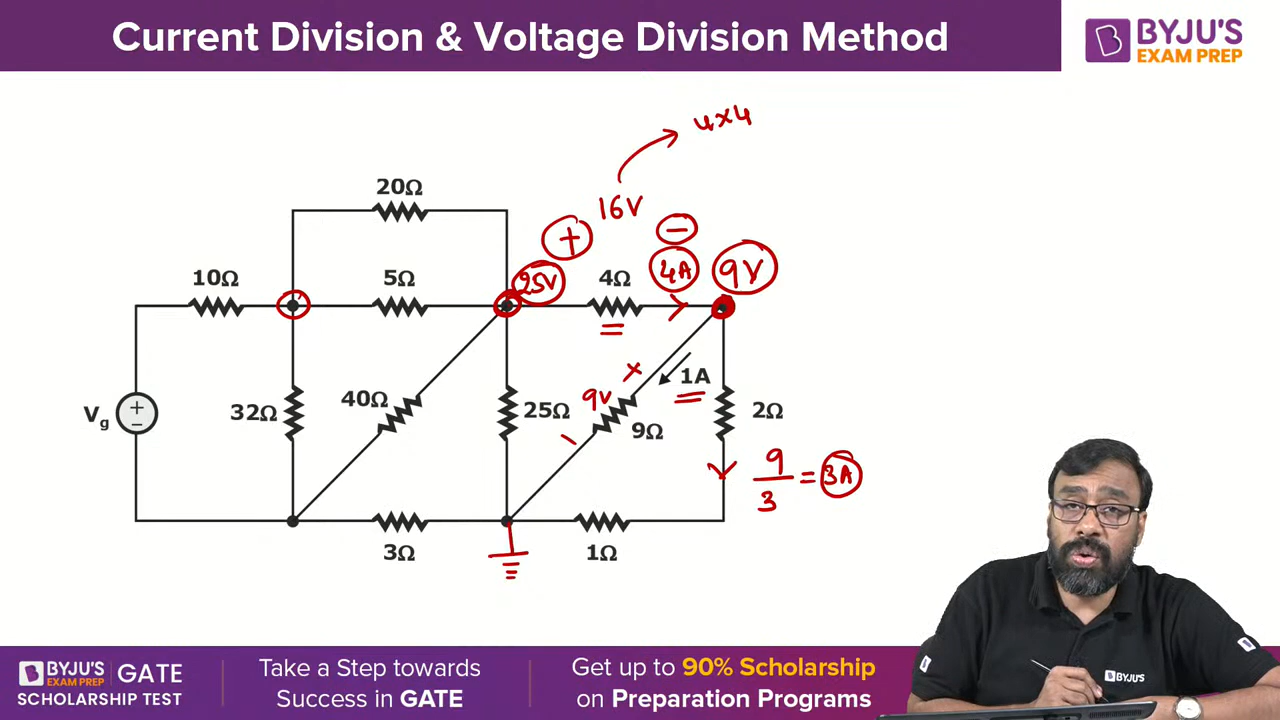 Current Division & Voltage Division Method
BYJU'S
EXAM PREP
4×4
20Ω
16V
+
−
10Ω
5Ω
25V
4Ω
4A
9V
Vg
+
−
32Ω
40Ω
25Ω
9V
+
−
9Ω
1A
2Ω
9/3 = 3A
3Ω
1Ω
BYJU'S
BYJU'S EXAM PREP
GATE
SCHOLARSHIP TEST
Take a Step towards
Success in GATE
Get up to 90% Scholarship
on Preparation Programs